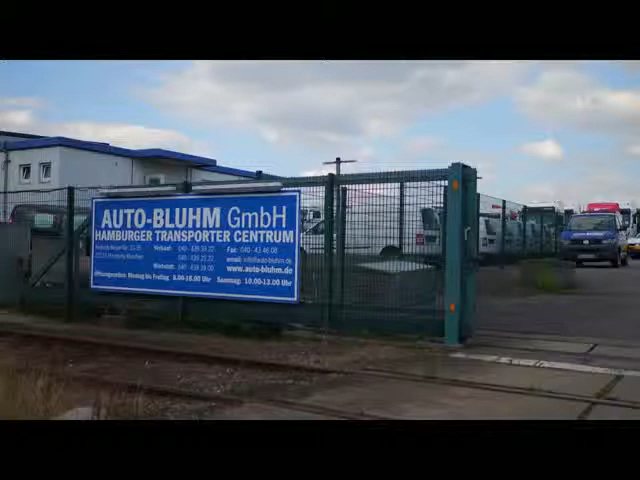 AUTO-BLUHM GmbH
HAMBURGER TRANSPORTER CENTRUM
Verkauf: Fax: 040- 43 46 08
email: info@auto-bluhm.de
Werkstatt: www.auto-bluhm.de
Öffnungszeiten: Montag bis Freitag 8.00-18.00 Uhr Samstag 10.00-13.00 Uhr